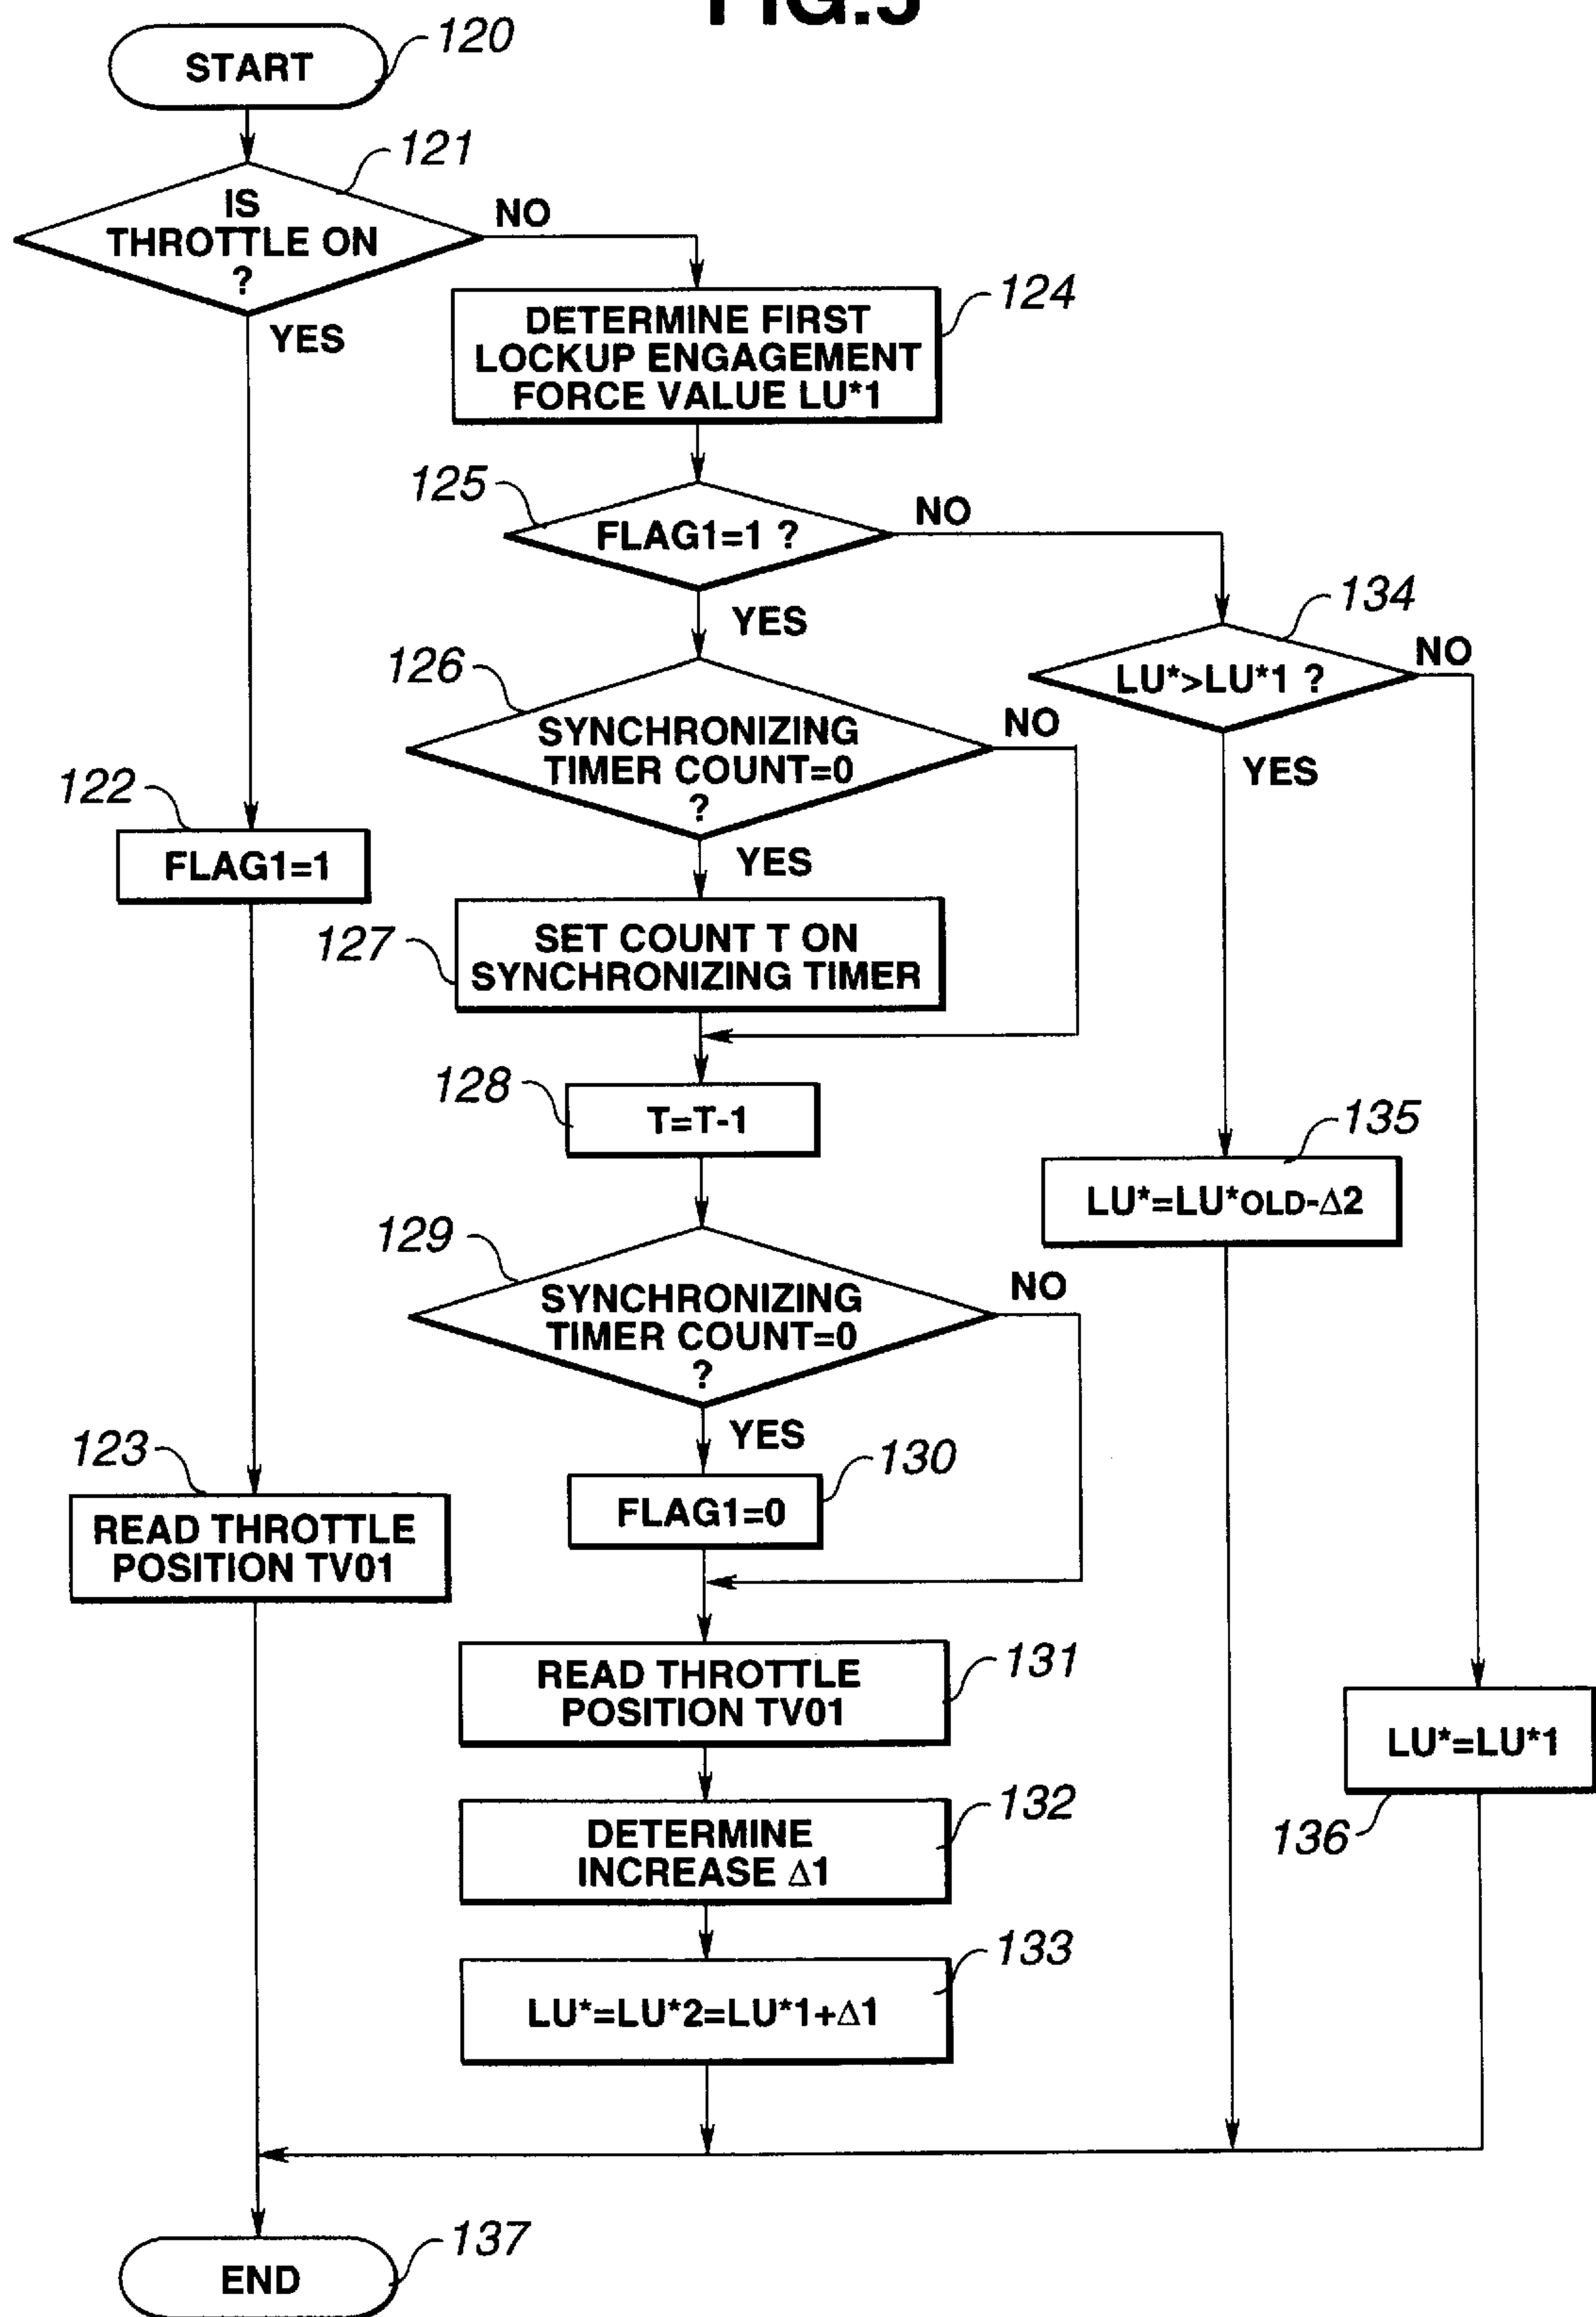 START
120
121
IS
THROTTLE ON
?
NO
YES
DETERMINE FIRST
LOCKUP ENGAGEMENT
FORCE VALUE LU*1
124
125
FLAG1=1 ?
NO
YES
134
LU*>LU*1 ?
NO
YES
126
SYNCHRONIZING
TIMER COUNT=0
?
NO
YES
122
FLAG1=1
127
SET COUNT T ON
SYNCHRONIZING TIMER
128
T=T-1
135
LU*=LU*OLD-Δ2
129
SYNCHRONIZING
TIMER COUNT=0
?
NO
YES
123
READ THROTTLE
POSITION TV01
130
FLAG1=0
131
READ THROTTLE
POSITION TV01
LU*=LU*1
136
132
DETERMINE
INCREASE Δ1
133
LU*=LU*2=LU*1+Δ1
END
137